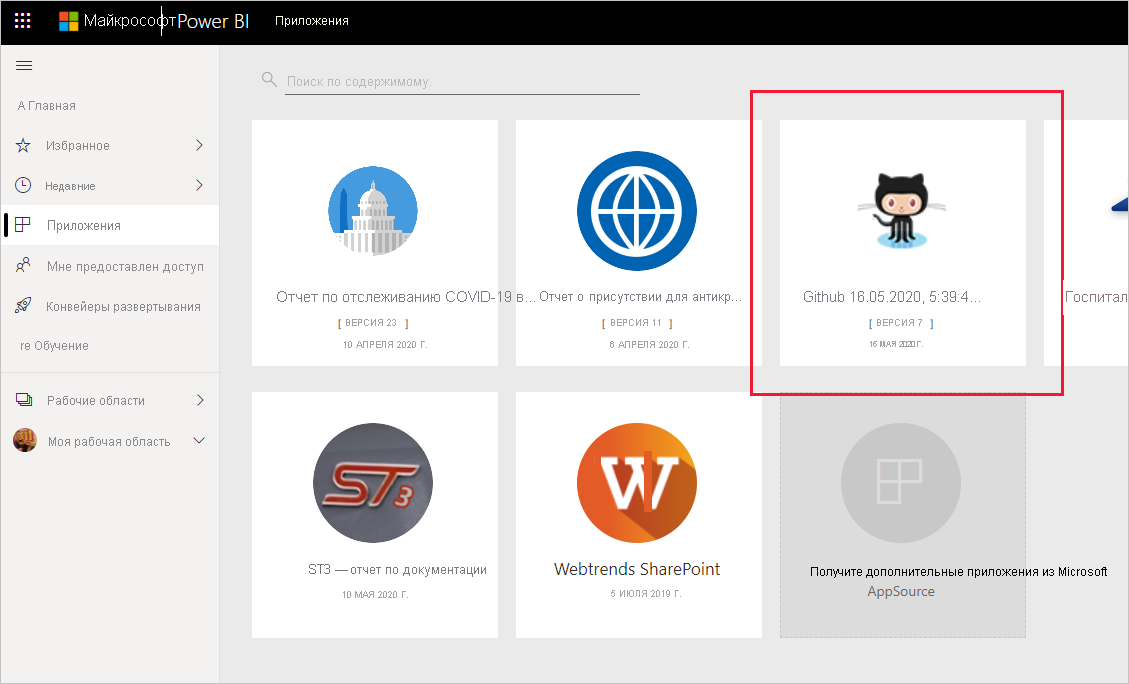 Майкрософт Power BI Приложения
Поиск по содержимому.
А Главная
Избранное
Недавние
Приложения
Мне предоставлен доступ
Конвейеры развертывания
re Обучение
Рабочие области
Моя рабочая область
Отчет по отслеживанию COVID-19 в...
[ ВЕРСИЯ 23 ]
10 АПРЕЛЯ 2020 Г.
Отчет о присутствии для антикр...
[ ВЕРСИЯ 11 ]
6 АПРЕЛЯ 2020 Г.
Github 16.05.2020, 5:39:4...
[ ВЕРСИЯ 7 ]
16 МАЯ 2020 Г.
Госпитал
ST3
ST3 — отчет по документации
10 МАЯ 2020 Г.
W
Webtrends SharePoint
5 ИЮЛЯ 2019 Г.
Получите дополнительные приложения из Microsoft
AppSource